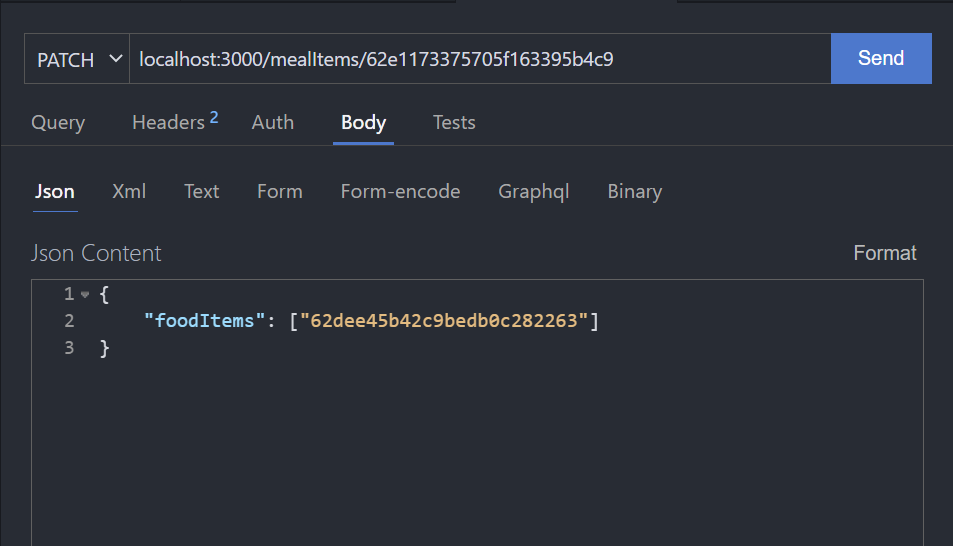 PATCH localhost:3000/mealItems/62e1173375705f163395b4c9 Send
Query Headers 2 Auth Body Tests
Json Xml Text Form Form-encode Graphql Binary
Json Content Format
1 {
2 "foodItems": ["62dee45b42c9bedb0c282263"]
3 }